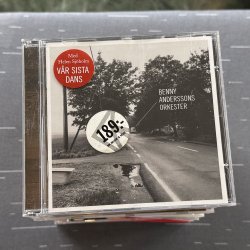 Med
Helen Sjöholm
VÅR SISTA
DANS
BENNY
ANDERSSONS
ORKESTER
189:-